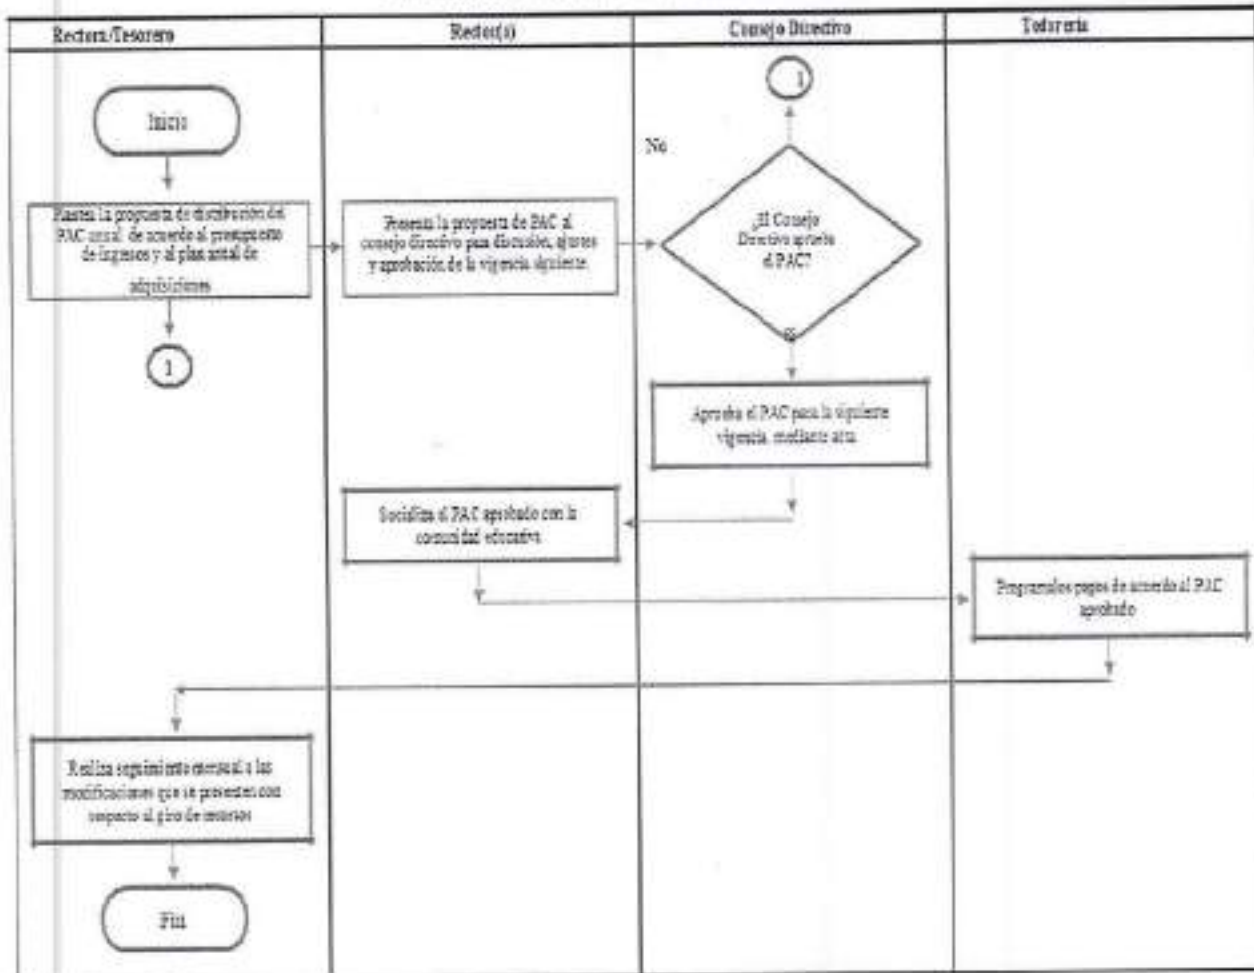 Rectora/Tesorero
Rector(a)
Consejo Directivo
Inicio
1
No
Plantea la propuesta de distribución del
PAC anual de acuerdo al presupuesto
de ingresos y al plan anual de
adquisiciones
Presenta la propuesta de PAC al
consejo directivo para discusión, ajustes
y aprobación de la vigencia siguiente.
¿El Consejo
Directivo aprueba
el PAC?
1
Aprueba el PAC para la siguiente
vigencia, mediante acta
Socializa el PAC aprobado con la
comunidad educativa
Programa los pagos de acuerdo al PAC
aprobado
Realiza seguimiento mensual a las
modificaciones que se presenten con
respecto al giro de recursos
Fin